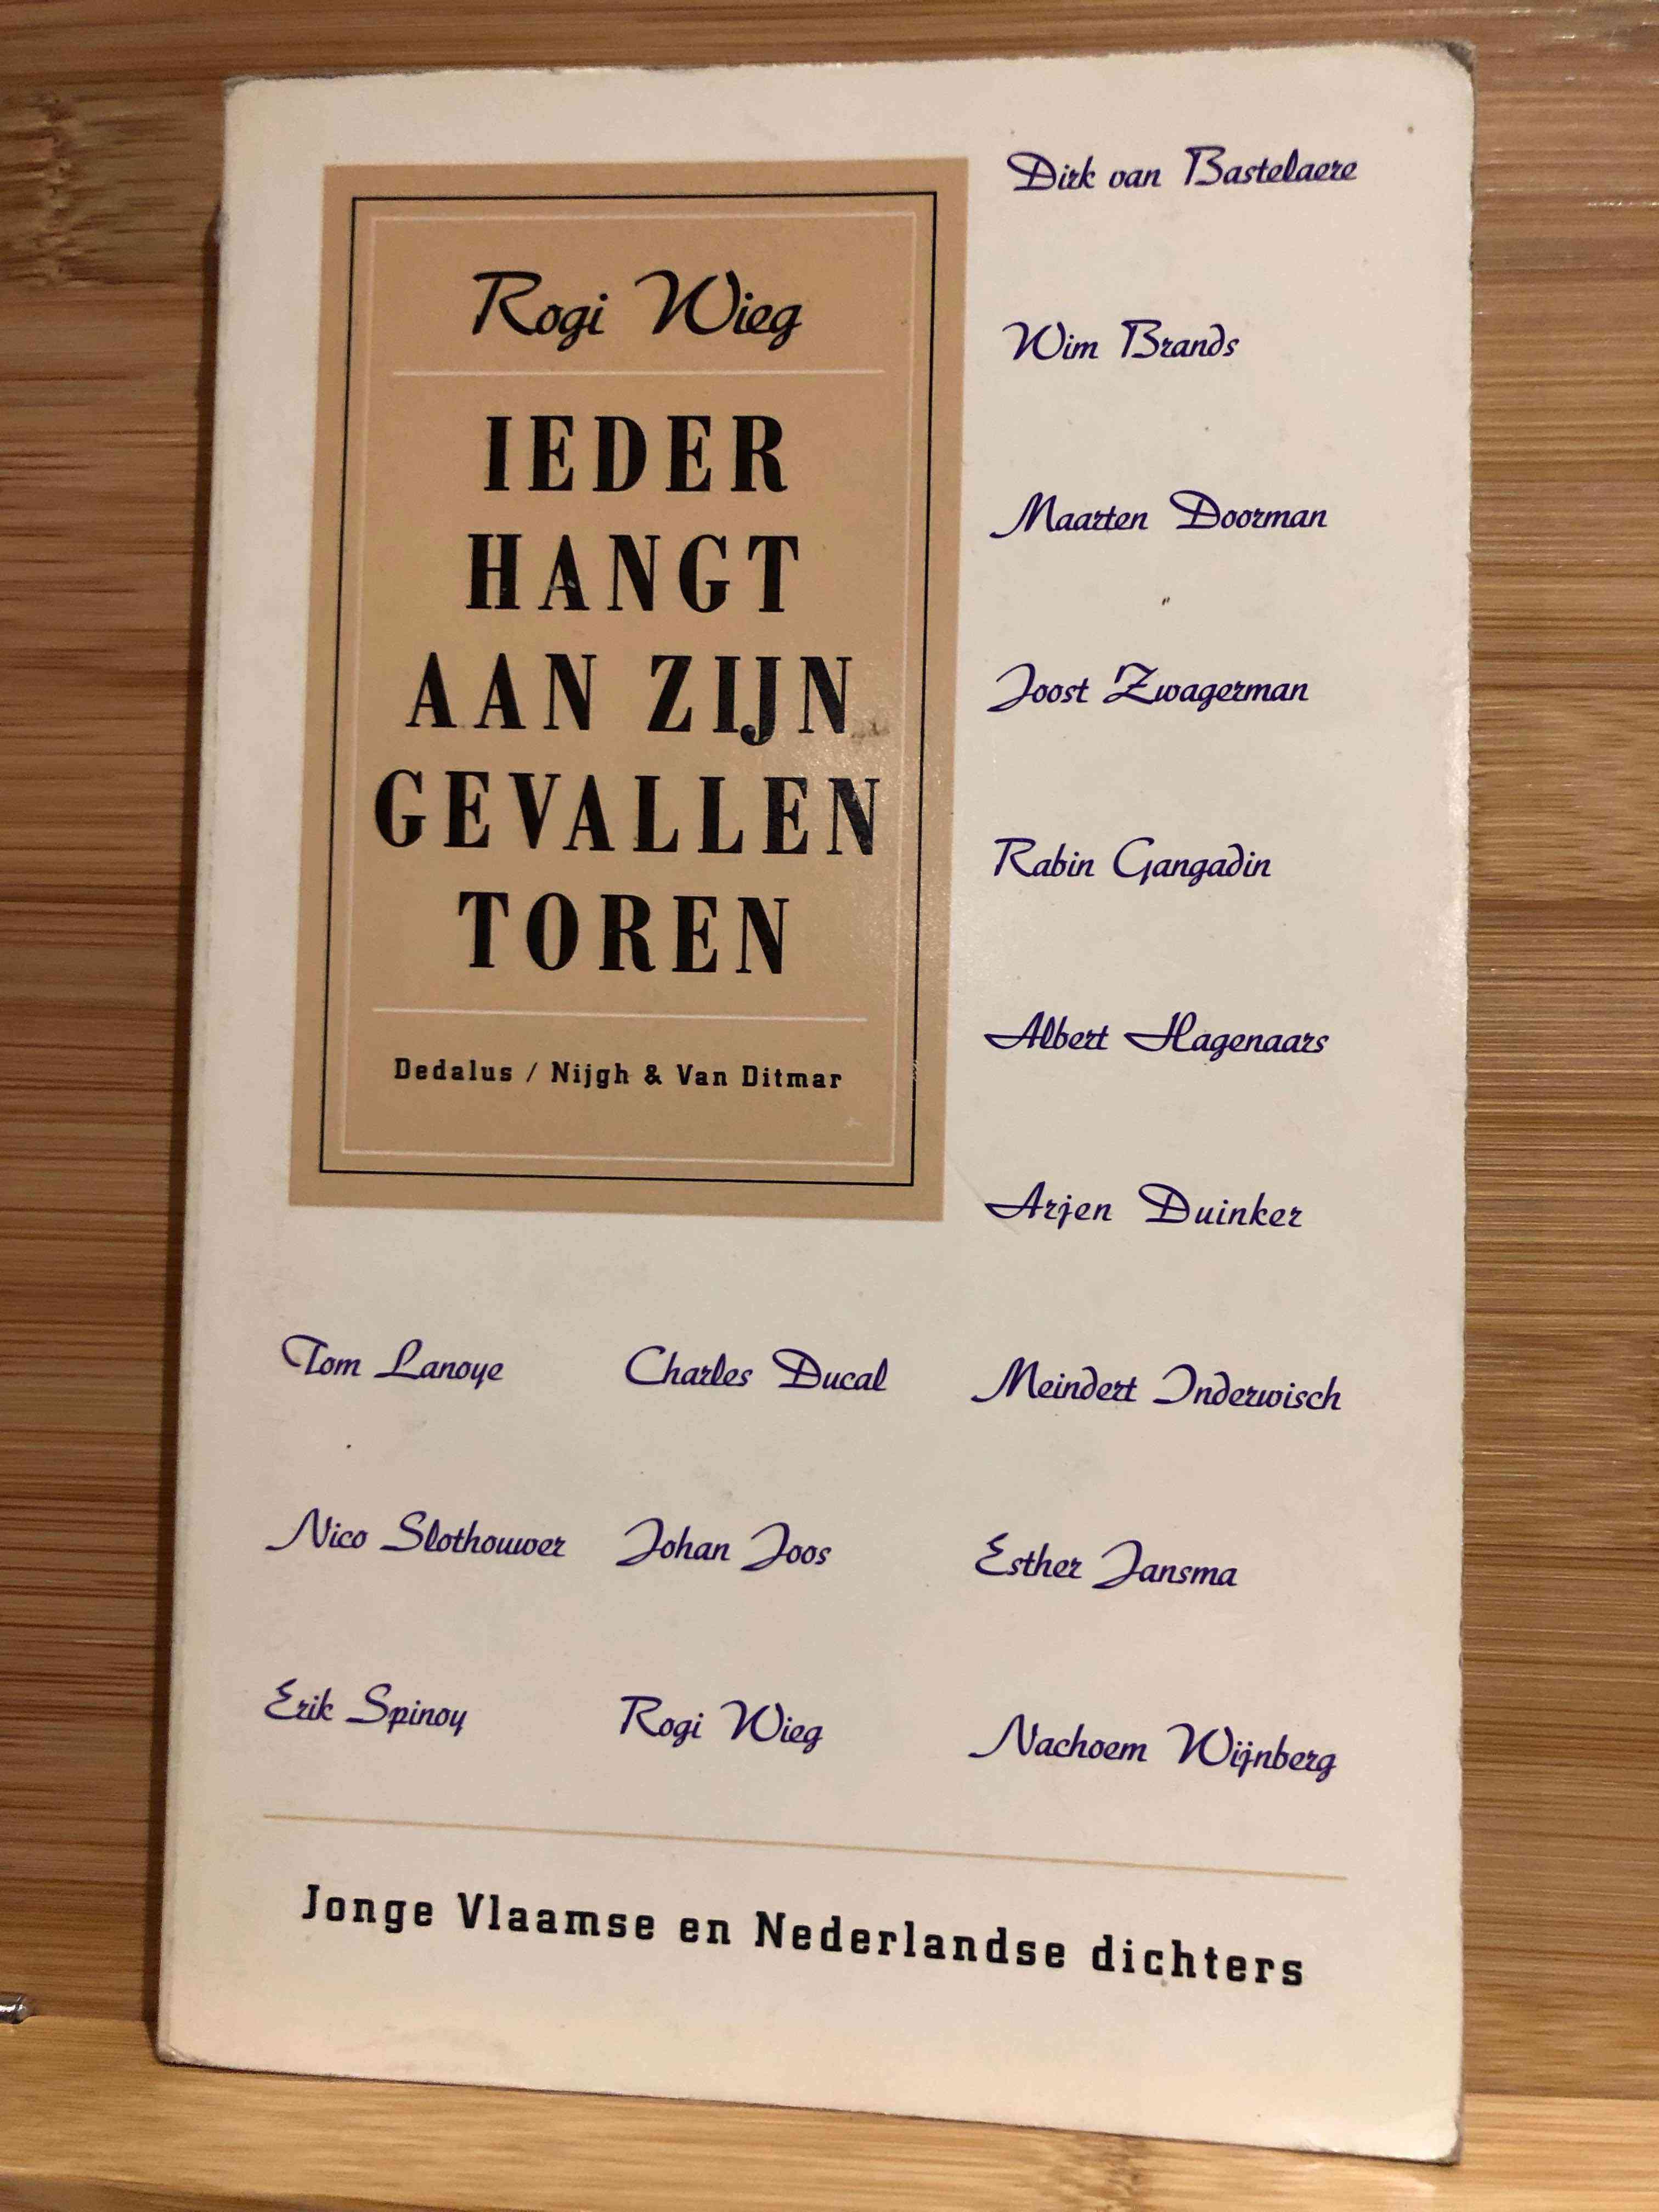 Rogi Wieg
IEDER
HANGT
AAN ZIJN
GEVALLEN
TOREN
Dedalus / Nijgh & Van Ditmar
Dirk van Bastelaere
Wim Brands
Maarten Doorman
Joost Zwagerman
Rabin Gangadin
Albert Hagenaars
Arjen Duinker
Tom Lanoye Charles Ducal Meindert Inderwisch
Nico Slothouwer Johan Joos Esther Jansma
Erik Spinoy Rogi Wieg Nachoem Wijnberg
Jonge Vlaamse en Nederlandse dichters